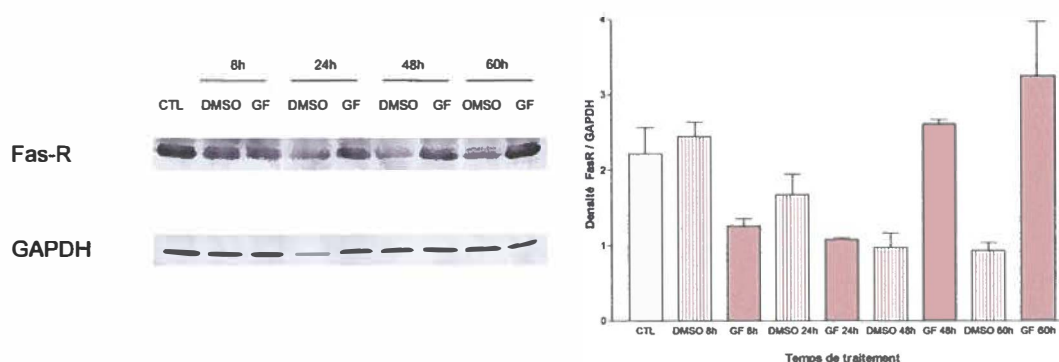 8h 24h 48h 60h
CTL DMSO GF DMSO GF DMSO GF OMSO GF
Fas-R
GAPDH
Densité FasR / GAPDH
4
3
2
1
0
CTL DMSO 8h GF 8h DMSO 24h GF 24h DMSO 48h GF 48h DMSO 60h GF 60h
Temps de traitement